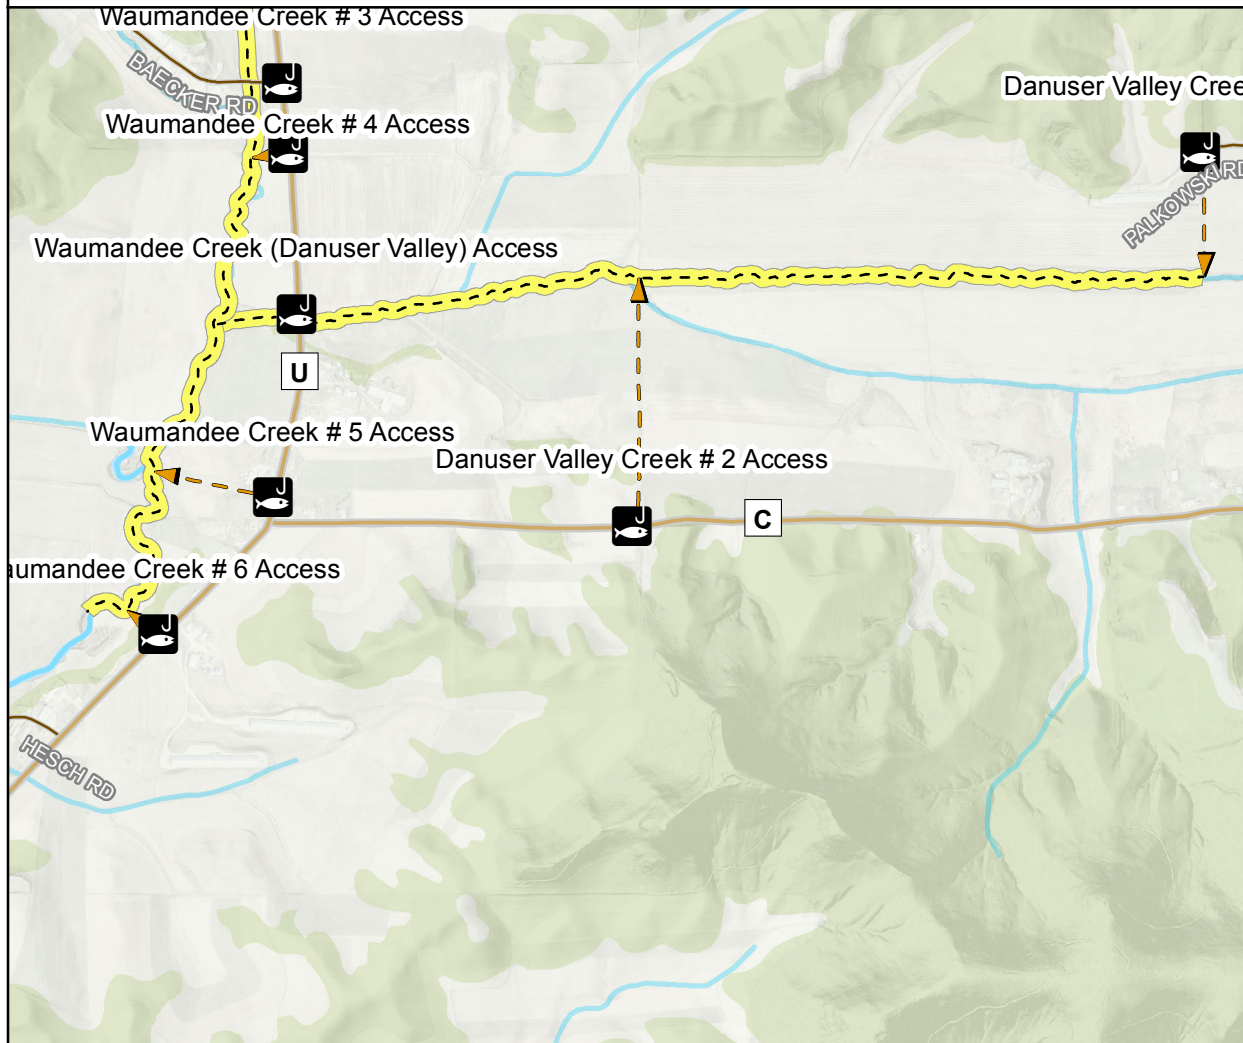 Waumandee Creek # 3 Access
BAECKER RD
Danuser Valley Cree
Waumandee Creek # 4 Access
PALKOWSKI RD
Waumandee Creek (Danuser Valley) Access
U
Waumandee Creek # 5 Access
Danuser Valley Creek # 2 Access
C
aumandee Creek # 6 Access
HESCH RD